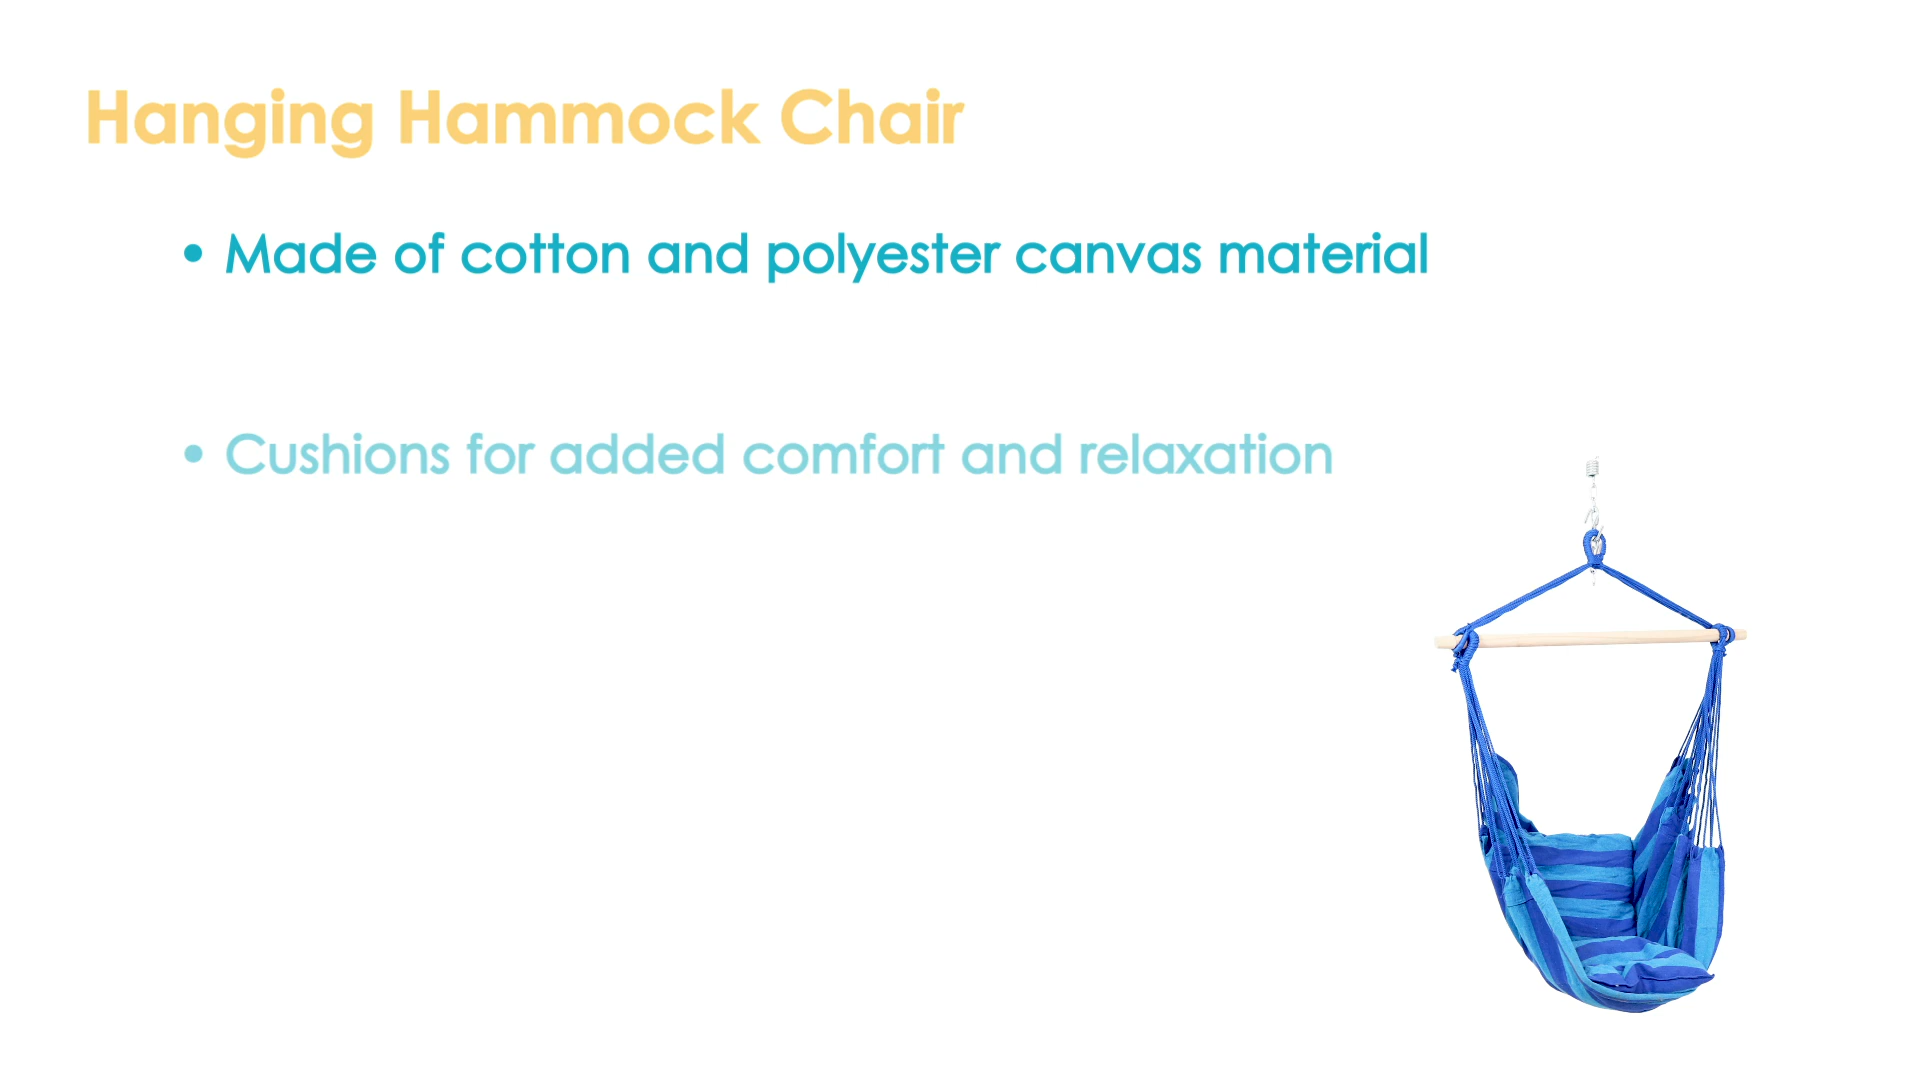 Hanging Hammock Chair
• Made of cotton and polyester canvas material
• Cushions for added comfort and relaxation